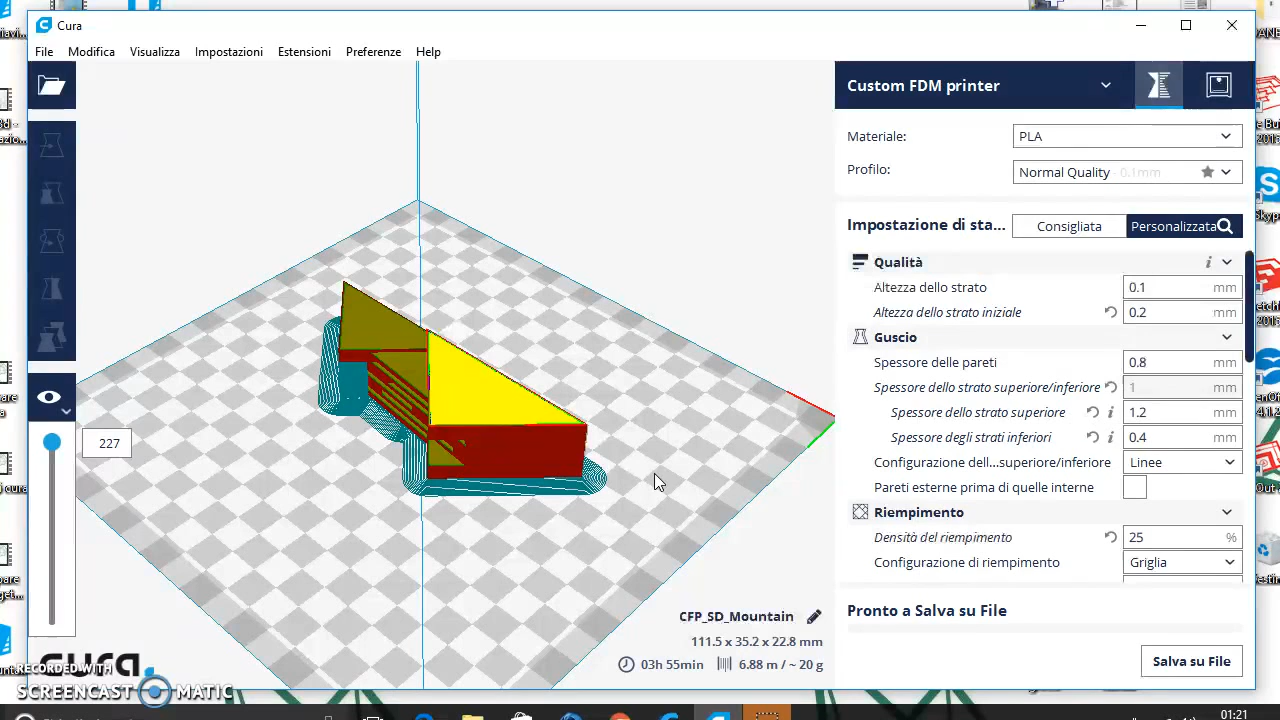 Cura
File Modifica Visualizza Impostazioni Estensioni Preferenze Help
Custom FDM printer
Materiale: PLA
Profilo: Normal Quality - 0.1mm
Impostazione di sta... Consigliata Personalizzata
Qualità
Altezza dello strato 0.1 mm
Altezza dello strato iniziale 0.2 mm
Guscio
Spessore delle pareti 0.8 mm
Spessore dello strato superiore/inferiore 1 mm
Spessore dello strato superiore 1.2 mm
Spessore degli strati inferiori 0.4 mm
Configurazione dell...superiore/inferiore Linee
Pareti esterne prima di quelle interne
Riempimento
Densità del riempimento 25 %
Configurazione di riempimento Griglia
227
CFP_SD_Mountain
111.5 x 35.2 x 22.8 mm
03h 55min 6.88 m / ~ 20 g
Pronto a Salva su File
Salva su File
cura.
RECORDED WITH
SCREENCAST MATIC
01:21